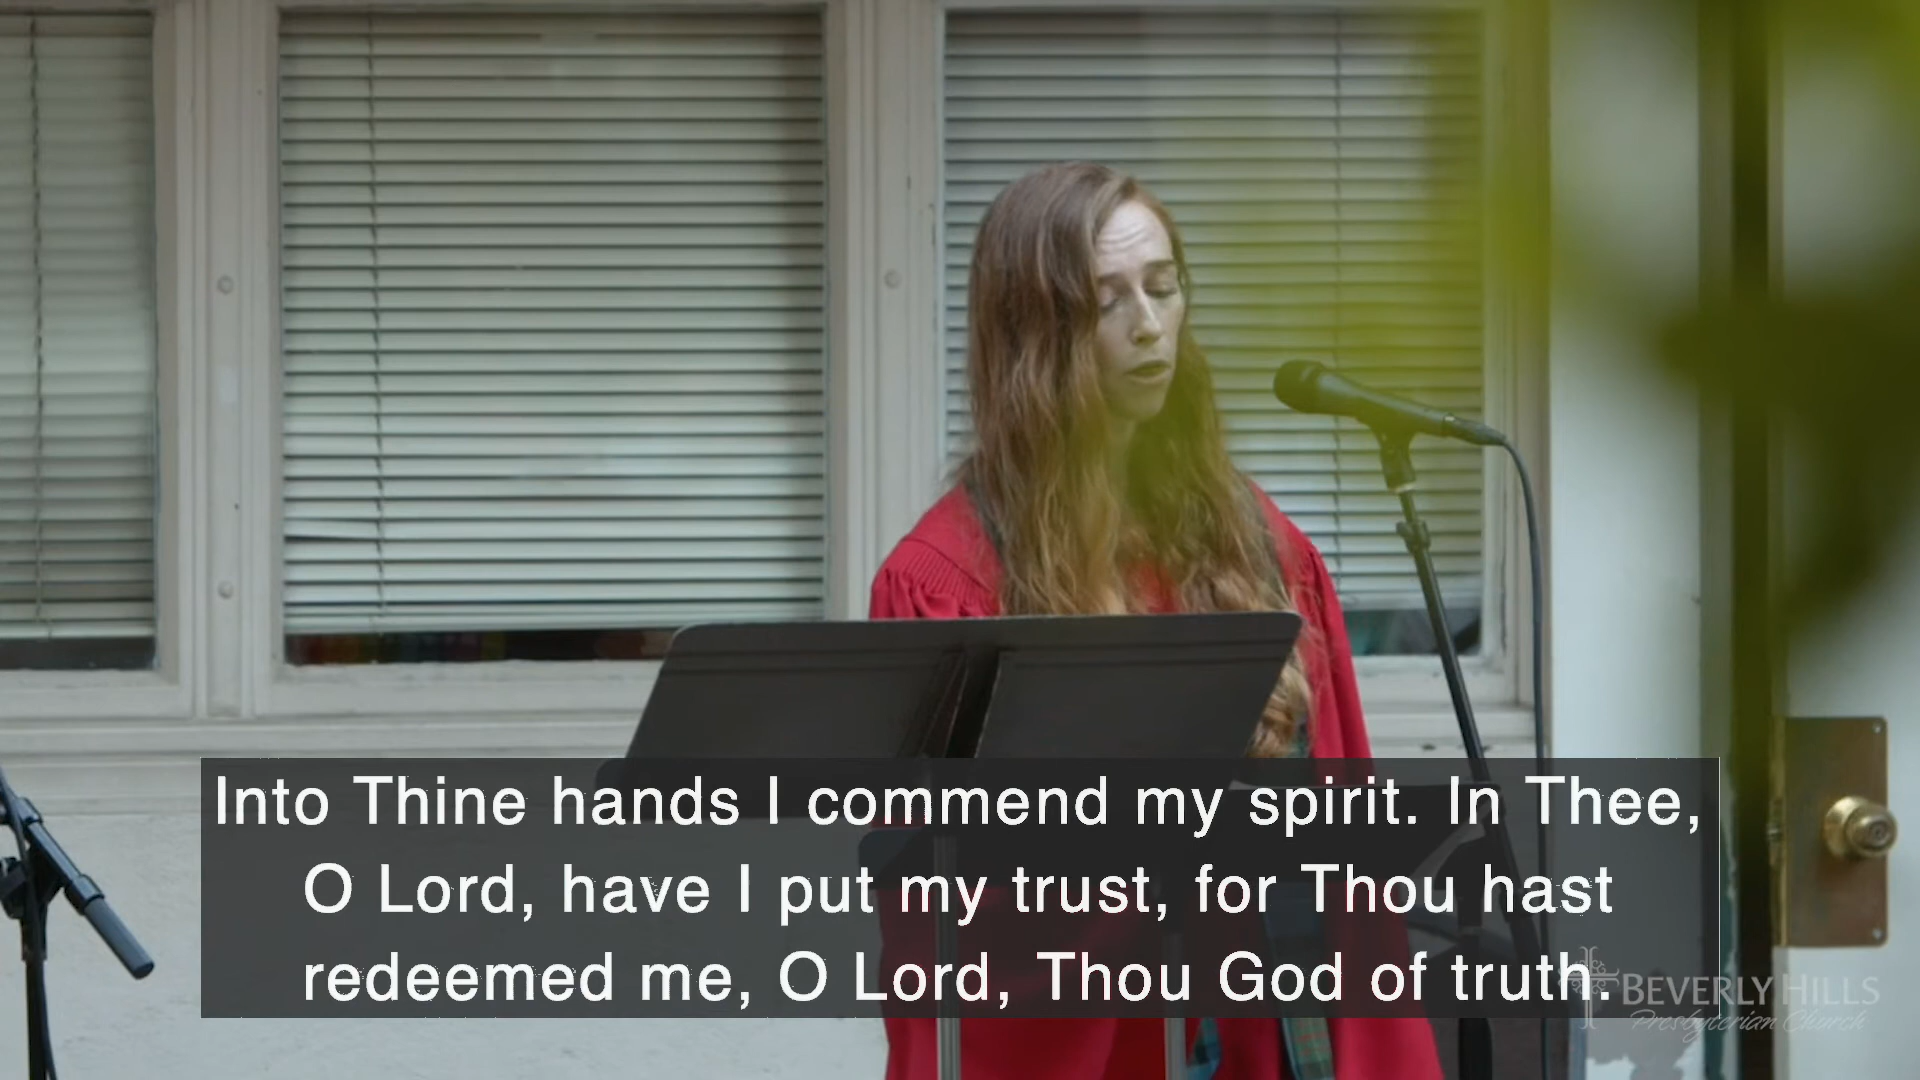 Into Thine hands I commend my spirit. In Thee,
O Lord, have I put my trust, for Thou hast
redeemed me, O Lord, Thou God of truth.
BEVERLY HILLS
Presbyterian Church